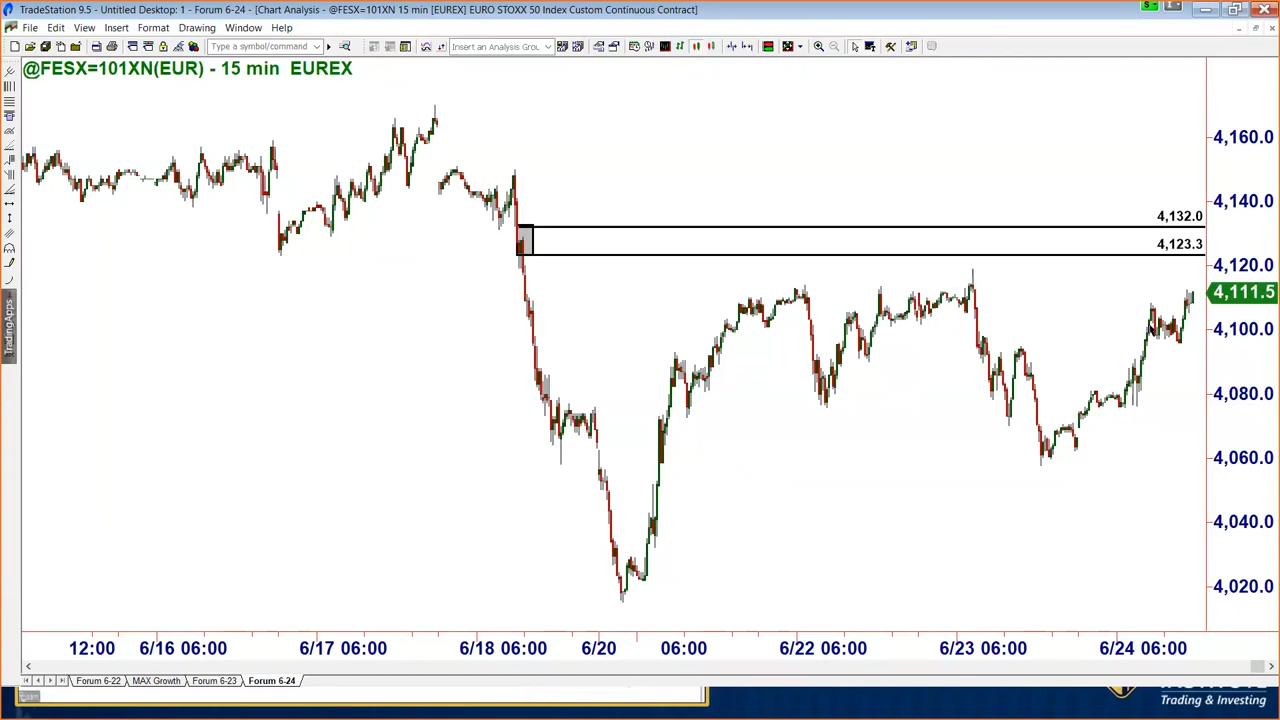 TradeStation 9.5 - Untitled Desktop: 1 - Forum 6-24 - [Chart Analysis - @FESX=101XN 15 min [EUREX] EURO STOXX 50 Index Custom Continuous Contract]
File Edit View Insert Format Drawing Window Help
Type a symbol/command
Insert an Analysis Grou
@FESX=101XN(EUR) - 15 min EUREX
4,160.0
4,140.0
4,132.0
4,123.3
4,120.0
4,111.5
4,100.0
4,080.0
4,060.0
4,040.0
4,020.0
TradingApps
12:00 6/16 06:00 6/17 06:00 6/18 06:00 6/20 06:00 6/22 06:00 6/23 06:00 6/24 06:00
Forum 6-22 MAX Growth Forum 6-23 Forum 6-24
Trading & Investing